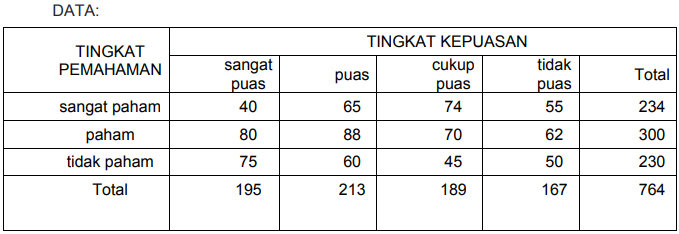 DATA:
TINGKAT PEMAHAMAN
TINGKAT KEPUASAN
sangat puas
puas
cukup puas
tidak puas
Total
sangat paham 40 65 74 55 234
paham 80 88 70 62 300
tidak paham 75 60 45 50 230
Total 195 213 189 167 764